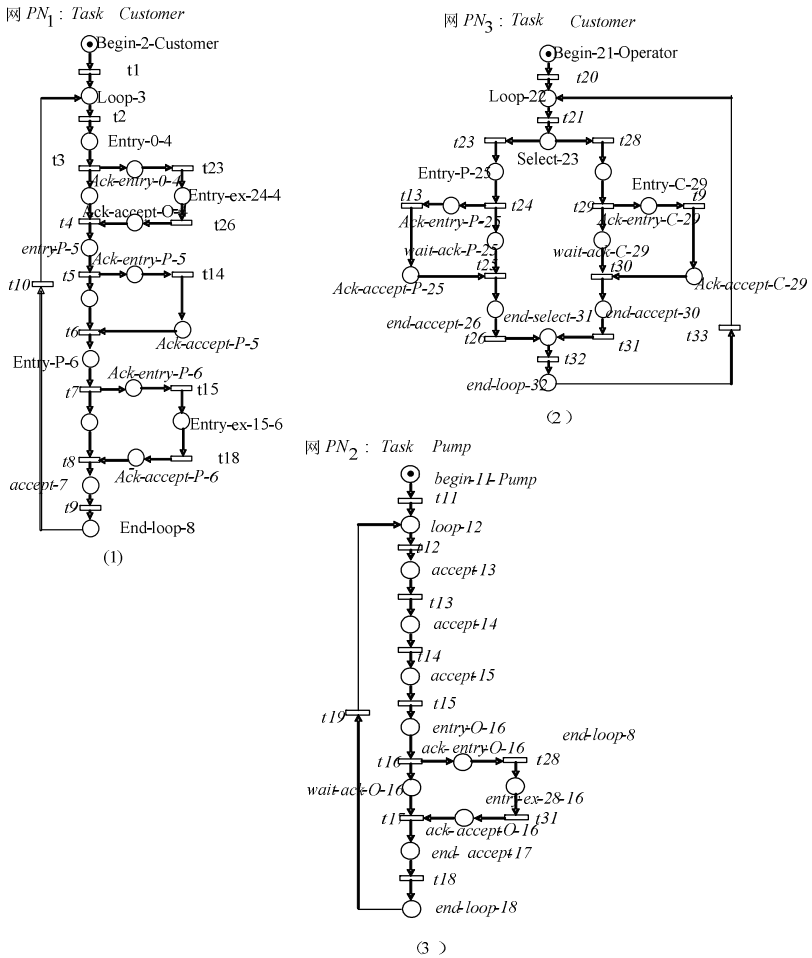 网 PN1 : Task Customer
Begin-2-Customer
t1
Loop-3
t2
Entry-0-4
t3
t23
Ack-entry-0-4
Entry-ex-24-4
Ack-accept-O-4
t4
t26
entry-P-5
Ack-entry-P-5
t5
t14
t10
t6
Ack-accept-P-5
Entry-P-6
Ack-entry-P-6
t7
t15
Entry-ex-15-6
t8
t18
Ack-accept-P-6
accept-7
t9
End-loop-8
(1)
网 PN3 : Task Customer
Begin-21-Operator
t20
Loop-22
t21
t23
t28
Select-23
Entry-P-25
Entry-C-29
t13
t9
t24
t29
Ack-entry-P-25
Ack-entry-C-29
wait-ack-P-25
wait-ack-C-29
t25
t30
Ack-accept-P-25
Ack-accept-C-29
end-select-31
end-accept-30
end-accept-26
t33
t26
t31
t32
end-loop-32
(2)
网 PN2 : Task Pump
begin-11-Pump
t11
loop-12
t12
accept-13
t13
accept-14
t14
accept-15
t15
t19
entry-O-16
end-loop-8
ack-entry-O-16
t16
t28
wait-ack-O-16
entry-ex-28-16
t17
t31
ack-accept-O-16
end- accept-17
t18
end-loop-18
(3)